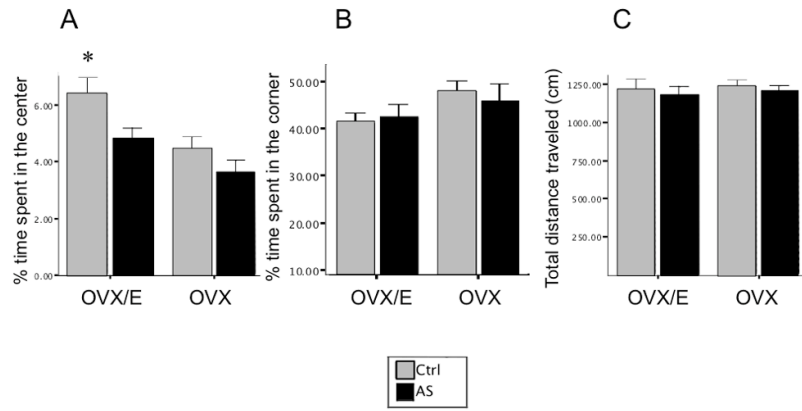 A
B
C
*
% time spent in the center
6.00
4.00
2.00
0.00
OVX/E
OVX
% time spent in the corner
50.00
40.00
30.00
20.00
10.00
OVX/E
OVX
Total distance traveled (cm)
1250.00
1000.00
750.00
500.00
250.00
OVX/E
OVX
Ctrl
AS